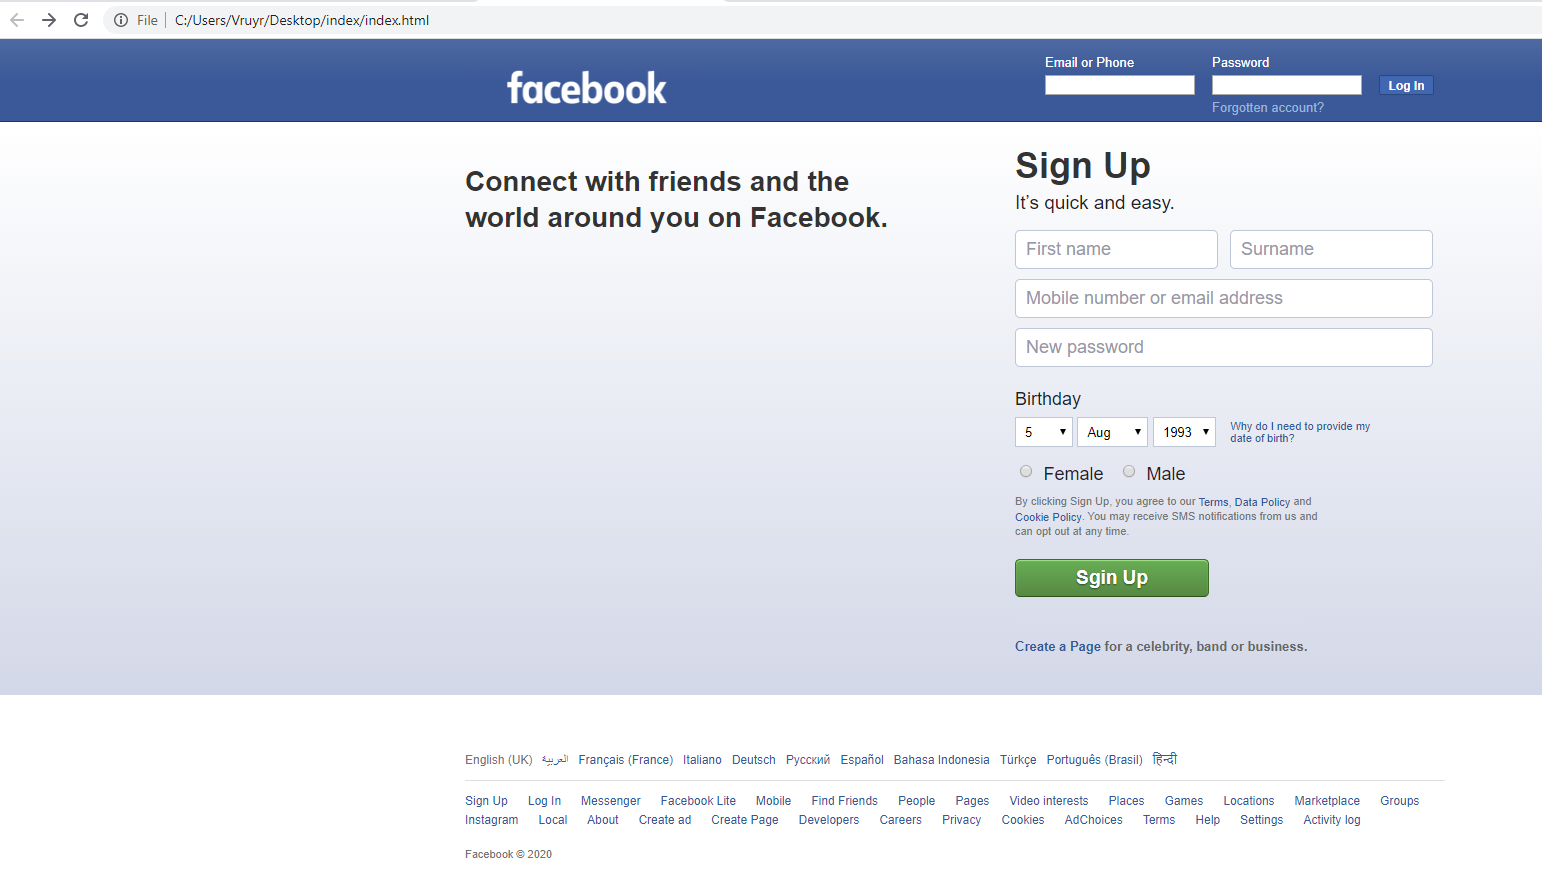 File C:/Users/Vruyr/Desktop/index/index.html
facebook
Email or Phone
Password
Log In
Forgotten account?
Connect with friends and the
world around you on Facebook.
Sign Up
It’s quick and easy.
First name
Surname
Mobile number or email address
New password
Birthday
5 Aug 1993
Why do I need to provide my
date of birth?
Female Male
By clicking Sign Up, you agree to our Terms, Data Policy and
Cookie Policy. You may receive SMS notifications from us and
can opt out at any time.
Sgin Up
Create a Page for a celebrity, band or business.
English (UK) العربية Français (France) Italiano Deutsch Русский Español Bahasa Indonesia Türkçe Português (Brasil) हिन्दी
Sign Up Log In Messenger Facebook Lite Mobile Find Friends People Pages Video interests Places Games Locations Marketplace Groups
Instagram Local About Create ad Create Page Developers Careers Privacy Cookies AdChoices Terms Help Settings Activity log
Facebook © 2020